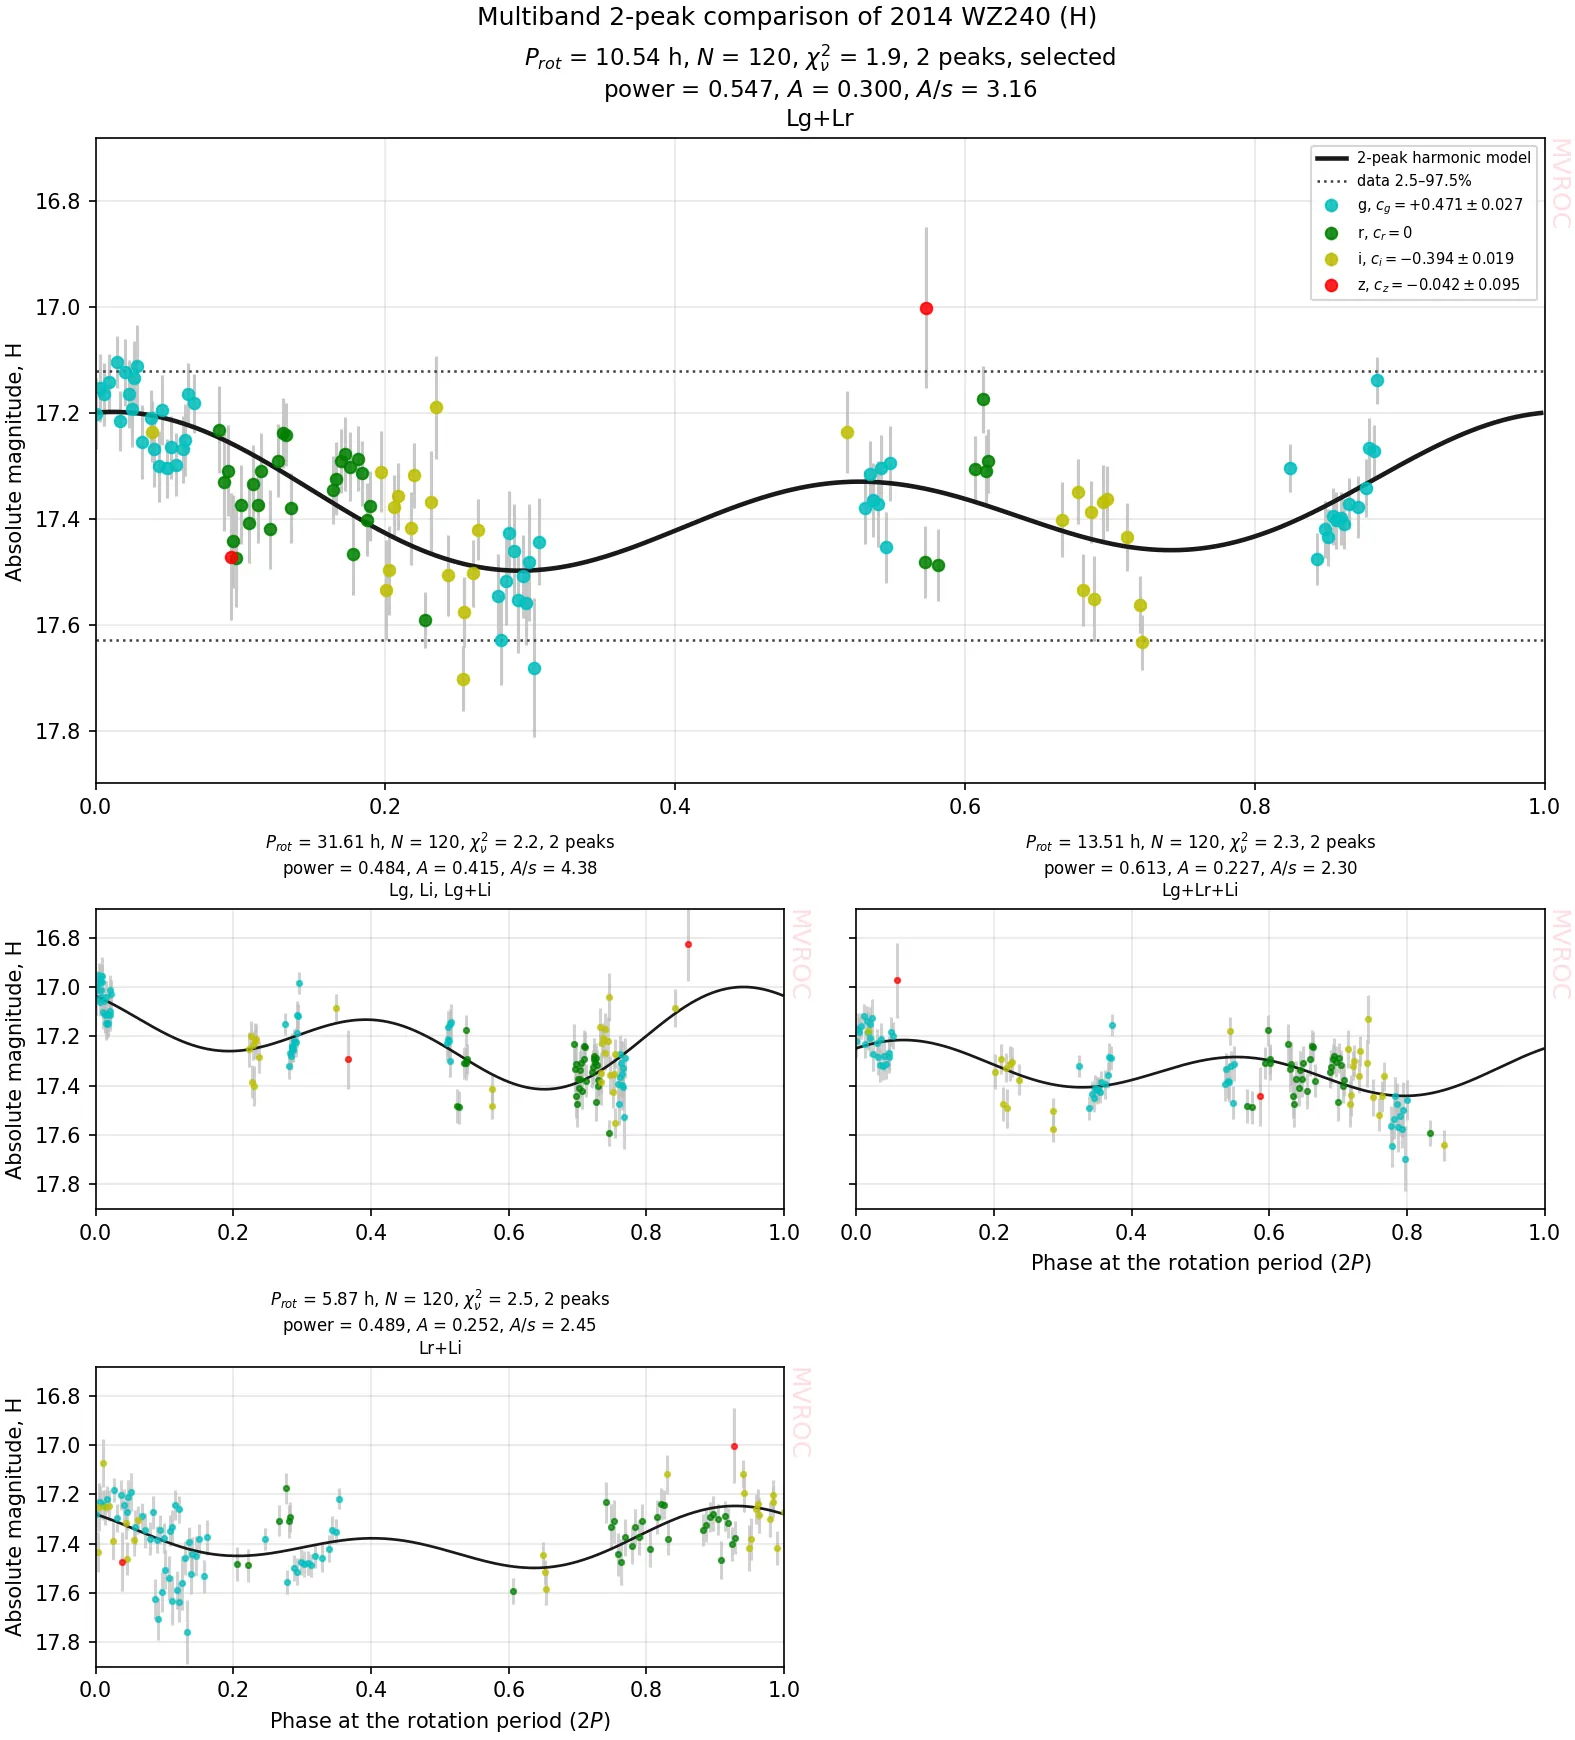 Multiband 2-peak comparison of 2014 WZ240 (H)
P_rot = 10.54 h, N = 120, χ²_ν = 1.9, 2 peaks, selected
power = 0.547, A = 0.300, A/s = 3.16
Lg+Lr
Absolute magnitude, H
16.8
17.0
17.2
17.4
17.6
17.8
0.0 0.2 0.4 0.6 0.8 1.0
2-peak harmonic model
data 2.5–97.5%
g, c_g = +0.471 ± 0.027
r, c_r = 0
i, c_i = −0.394 ± 0.019
z, c_z = −0.042 ± 0.095
MVROC
P_rot = 31.61 h, N = 120, χ²_ν = 2.2, 2 peaks
power = 0.484, A = 0.415, A/s = 4.38
Lg, Li, Lg+Li
Absolute magnitude, H
16.8
17.0
17.2
17.4
17.6
17.8
0.0 0.2 0.4 0.6 0.8 1.0
MVROC
P_rot = 13.51 h, N = 120, χ²_ν = 2.3, 2 peaks
power = 0.613, A = 0.227, A/s = 2.30
Lg+Lr+Li
0.0 0.2 0.4 0.6 0.8 1.0
Phase at the rotation period (2P)
MVROC
P_rot = 5.87 h, N = 120, χ²_ν = 2.5, 2 peaks
power = 0.489, A = 0.252, A/s = 2.45
Lr+Li
Absolute magnitude, H
16.8
17.0
17.2
17.4
17.6
17.8
0.0 0.2 0.4 0.6 0.8 1.0
Phase at the rotation period (2P)
MVROC